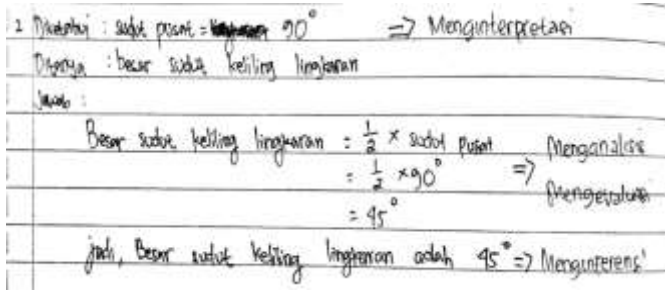 2 Diketahui : sudut pusat = 90° => Menginterpretasi
Ditanya : besar sudut keliling lingkaran
Jawab :
Besar sudut keliling lingkaran = 1/2 × sudut pusat Menganalisis
= 1/2 × 90° => Mengevaluasi
= 45°
jadi, Besar sudut keliling lingkaran adalah 45° => Menginferensi